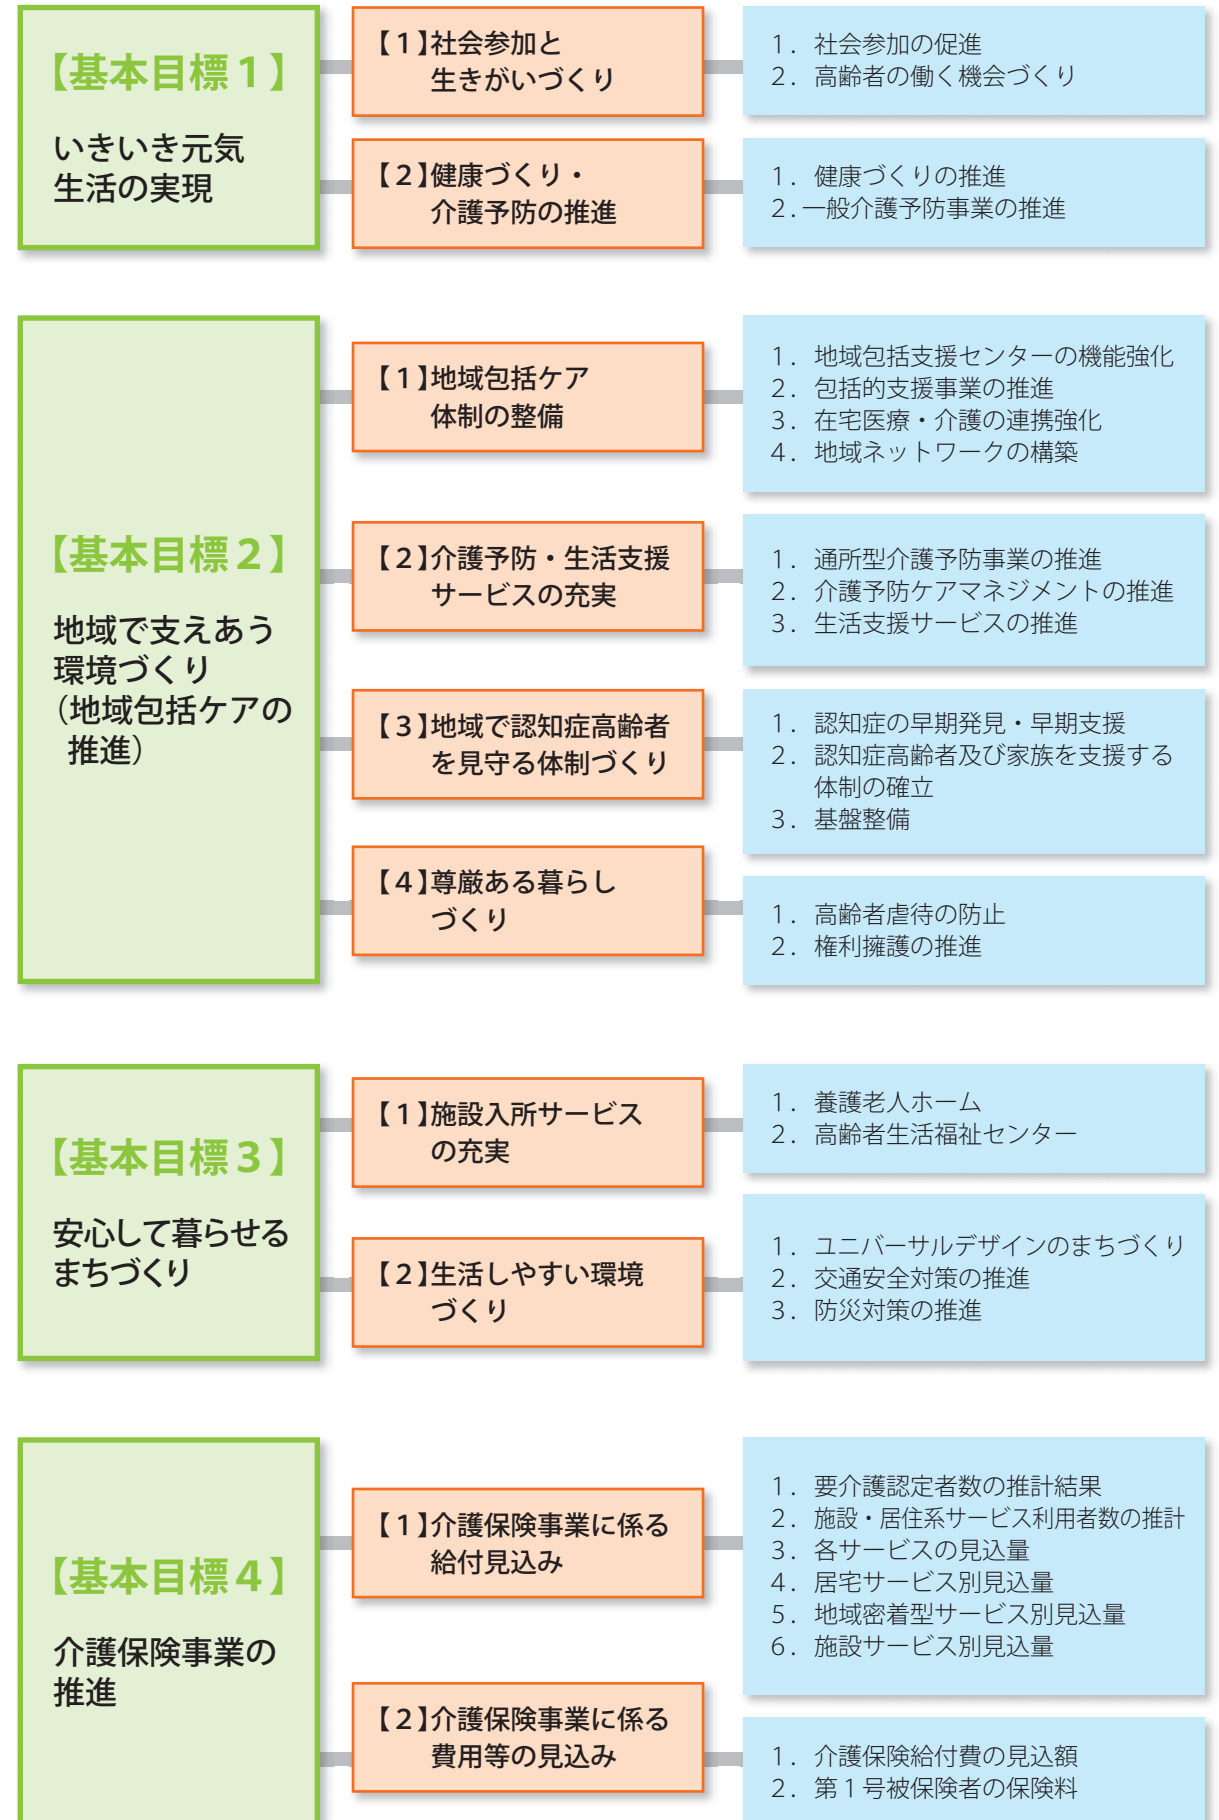 【基本目標１】
いきいき元気
生活の実現
【１】社会参加と
生きがいづくり
１．社会参加の促進
２．高齢者の働く機会づくり
【２】健康づくり・
介護予防の推進
１．健康づくりの推進
２．一般介護予防事業の推進
【基本目標２】
地域で支えあう
環境づくり
（地域包括ケアの
推進）
【１】地域包括ケア
体制の整備
１．地域包括支援センターの機能強化
２．包括的支援事業の推進
３．在宅医療・介護の連携強化
４．地域ネットワークの構築
【２】介護予防・生活支援
サービスの充実
１．通所型介護予防事業の推進
２．介護予防ケアマネジメントの推進
３．生活支援サービスの推進
【３】地域で認知症高齢者
を見守る体制づくり
１．認知症の早期発見・早期支援
２．認知症高齢者及び家族を支援する
体制の確立
３．基盤整備
【４】尊厳ある暮らし
づくり
１．高齢者虐待の防止
２．権利擁護の推進
【基本目標３】
安心して暮らせる
まちづくり
【１】施設入所サービス
の充実
１．養護老人ホーム
２．高齢者生活福祉センター
【２】生活しやすい環境
づくり
１．ユニバーサルデザインのまちづくり
２．交通安全対策の推進
３．防災対策の推進
【基本目標４】
介護保険事業の
推進
【１】介護保険事業に係る
給付見込み
１．要介護認定者数の推計結果
２．施設・居住系サービス利用者数の推計
３．各サービスの見込量
４．居宅サービス別見込量
５．地域密着型サービス別見込量
６．施設サービス別見込量
【２】介護保険事業に係る
費用等の見込み
１．介護保険給付費の見込額
２．第１号被保険者の保険料